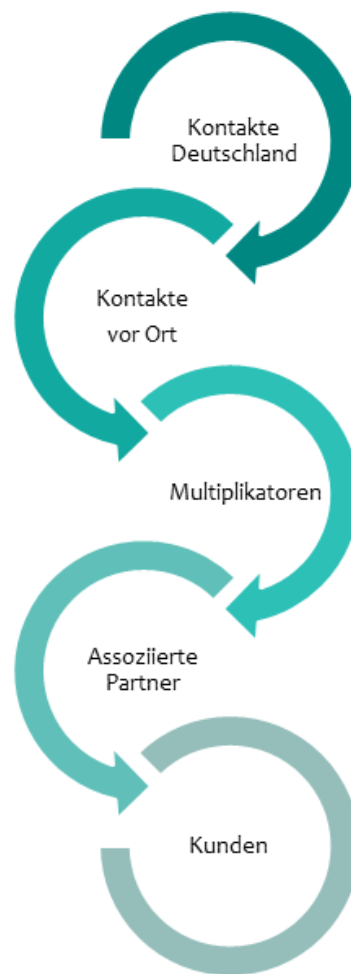 Kontakte
Deutschland
Kontakte
vor Ort
Multiplikatoren
Assoziierte
Partner
Kunden